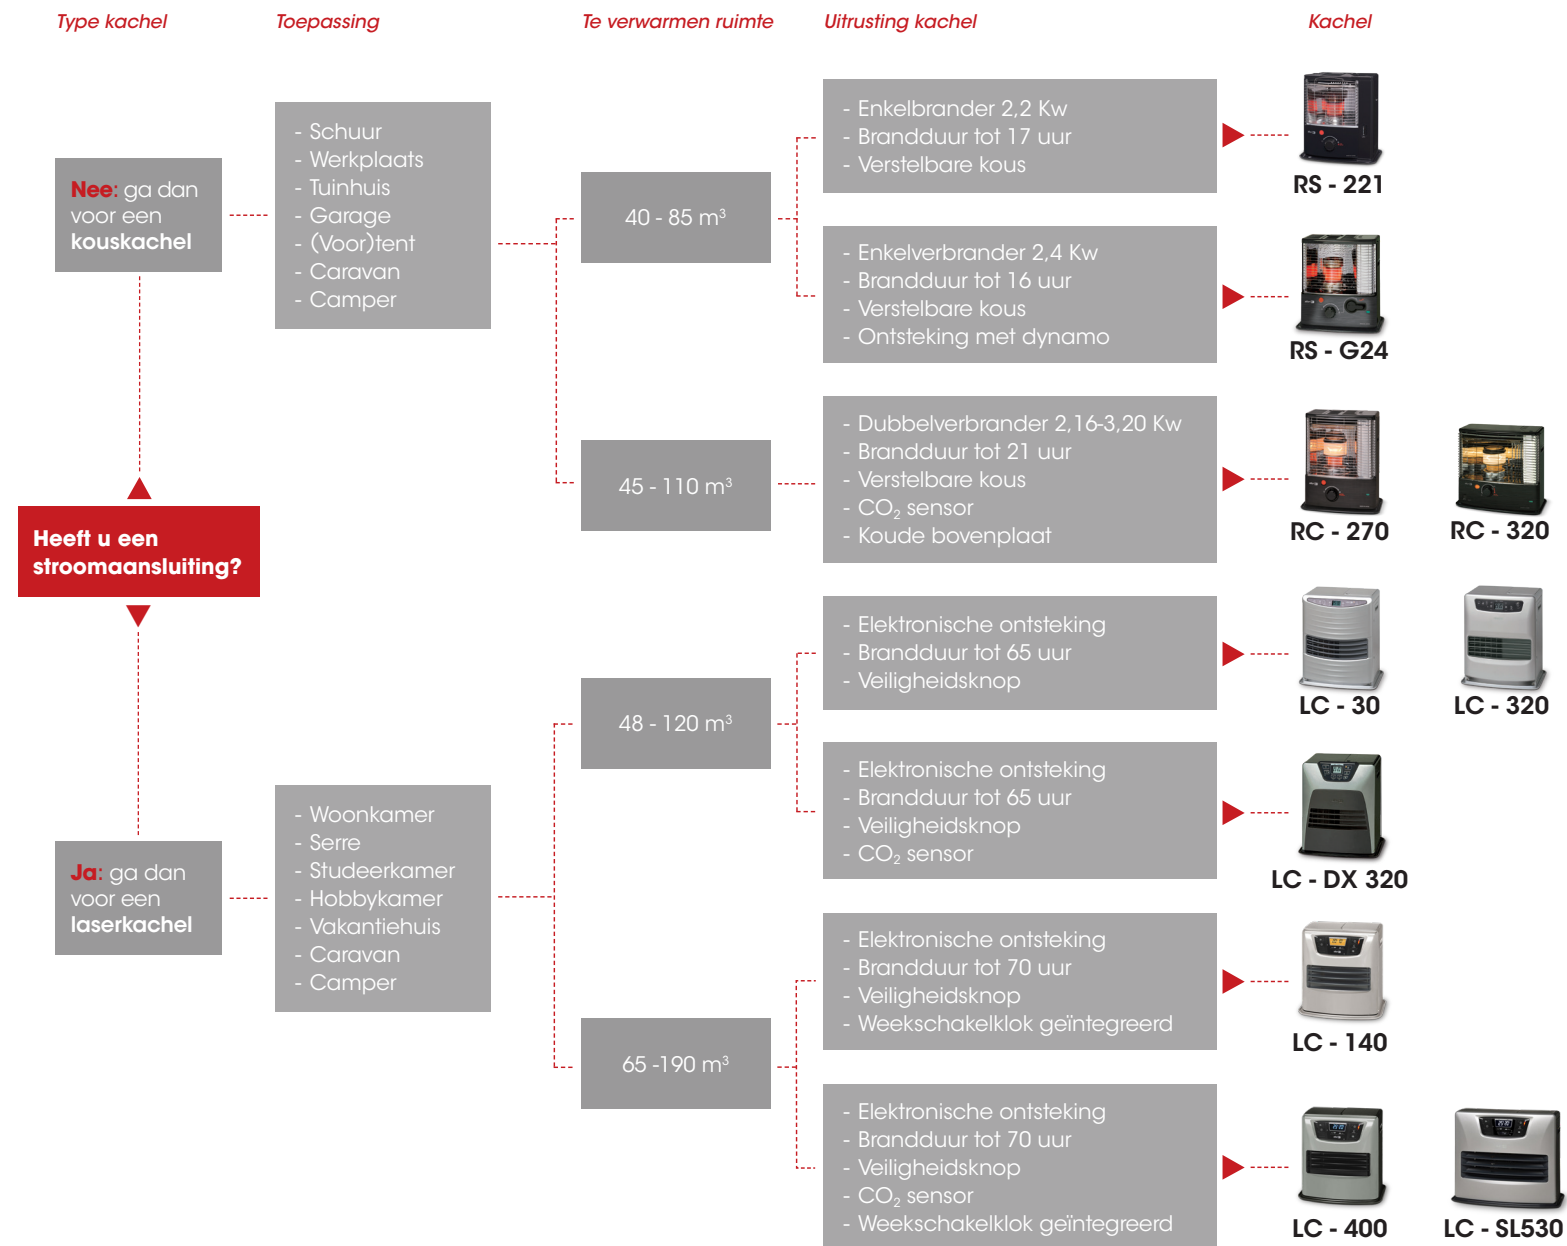 Type kachel
Toepassing
Te verwarmen ruimte
Uitrusting kachel
Kachel
Heeft u een
stroomaansluiting?
Nee: ga dan
voor een
kouskachel
- Schuur
- Werkplaats
- Tuinhuis
- Garage
- (Voor)tent
- Caravan
- Camper
40 - 85 m³
- Enkelbrander 2,2 Kw
- Brandduur tot 17 uur
- Verstelbare kous
RS - 221
- Enkelverbrander 2,4 Kw
- Brandduur tot 16 uur
- Verstelbare kous
- Ontsteking met dynamo
RS - G24
45 - 110 m³
- Dubbelverbrander 2,16-3,20 Kw
- Brandduur tot 21 uur
- Verstelbare kous
- CO₂ sensor
- Koude bovenplaat
RC - 270
RC - 320
Ja: ga dan
voor een
laserkachel
- Woonkamer
- Serre
- Studeerkamer
- Hobbykamer
- Vakantiehuis
- Caravan
- Camper
48 - 120 m³
- Elektronische ontsteking
- Brandduur tot 65 uur
- Veiligheidsknop
LC - 30
LC - 320
- Elektronische ontsteking
- Brandduur tot 65 uur
- Veiligheidsknop
- CO₂ sensor
LC - DX 320
65 -190 m³
- Elektronische ontsteking
- Brandduur tot 70 uur
- Veiligheidsknop
- Weekschakelklok geïntegreerd
LC - 140
- Elektronische ontsteking
- Brandduur tot 70 uur
- Veiligheidsknop
- CO₂ sensor
- Weekschakelklok geïntegreerd
LC - 400
LC - SL530